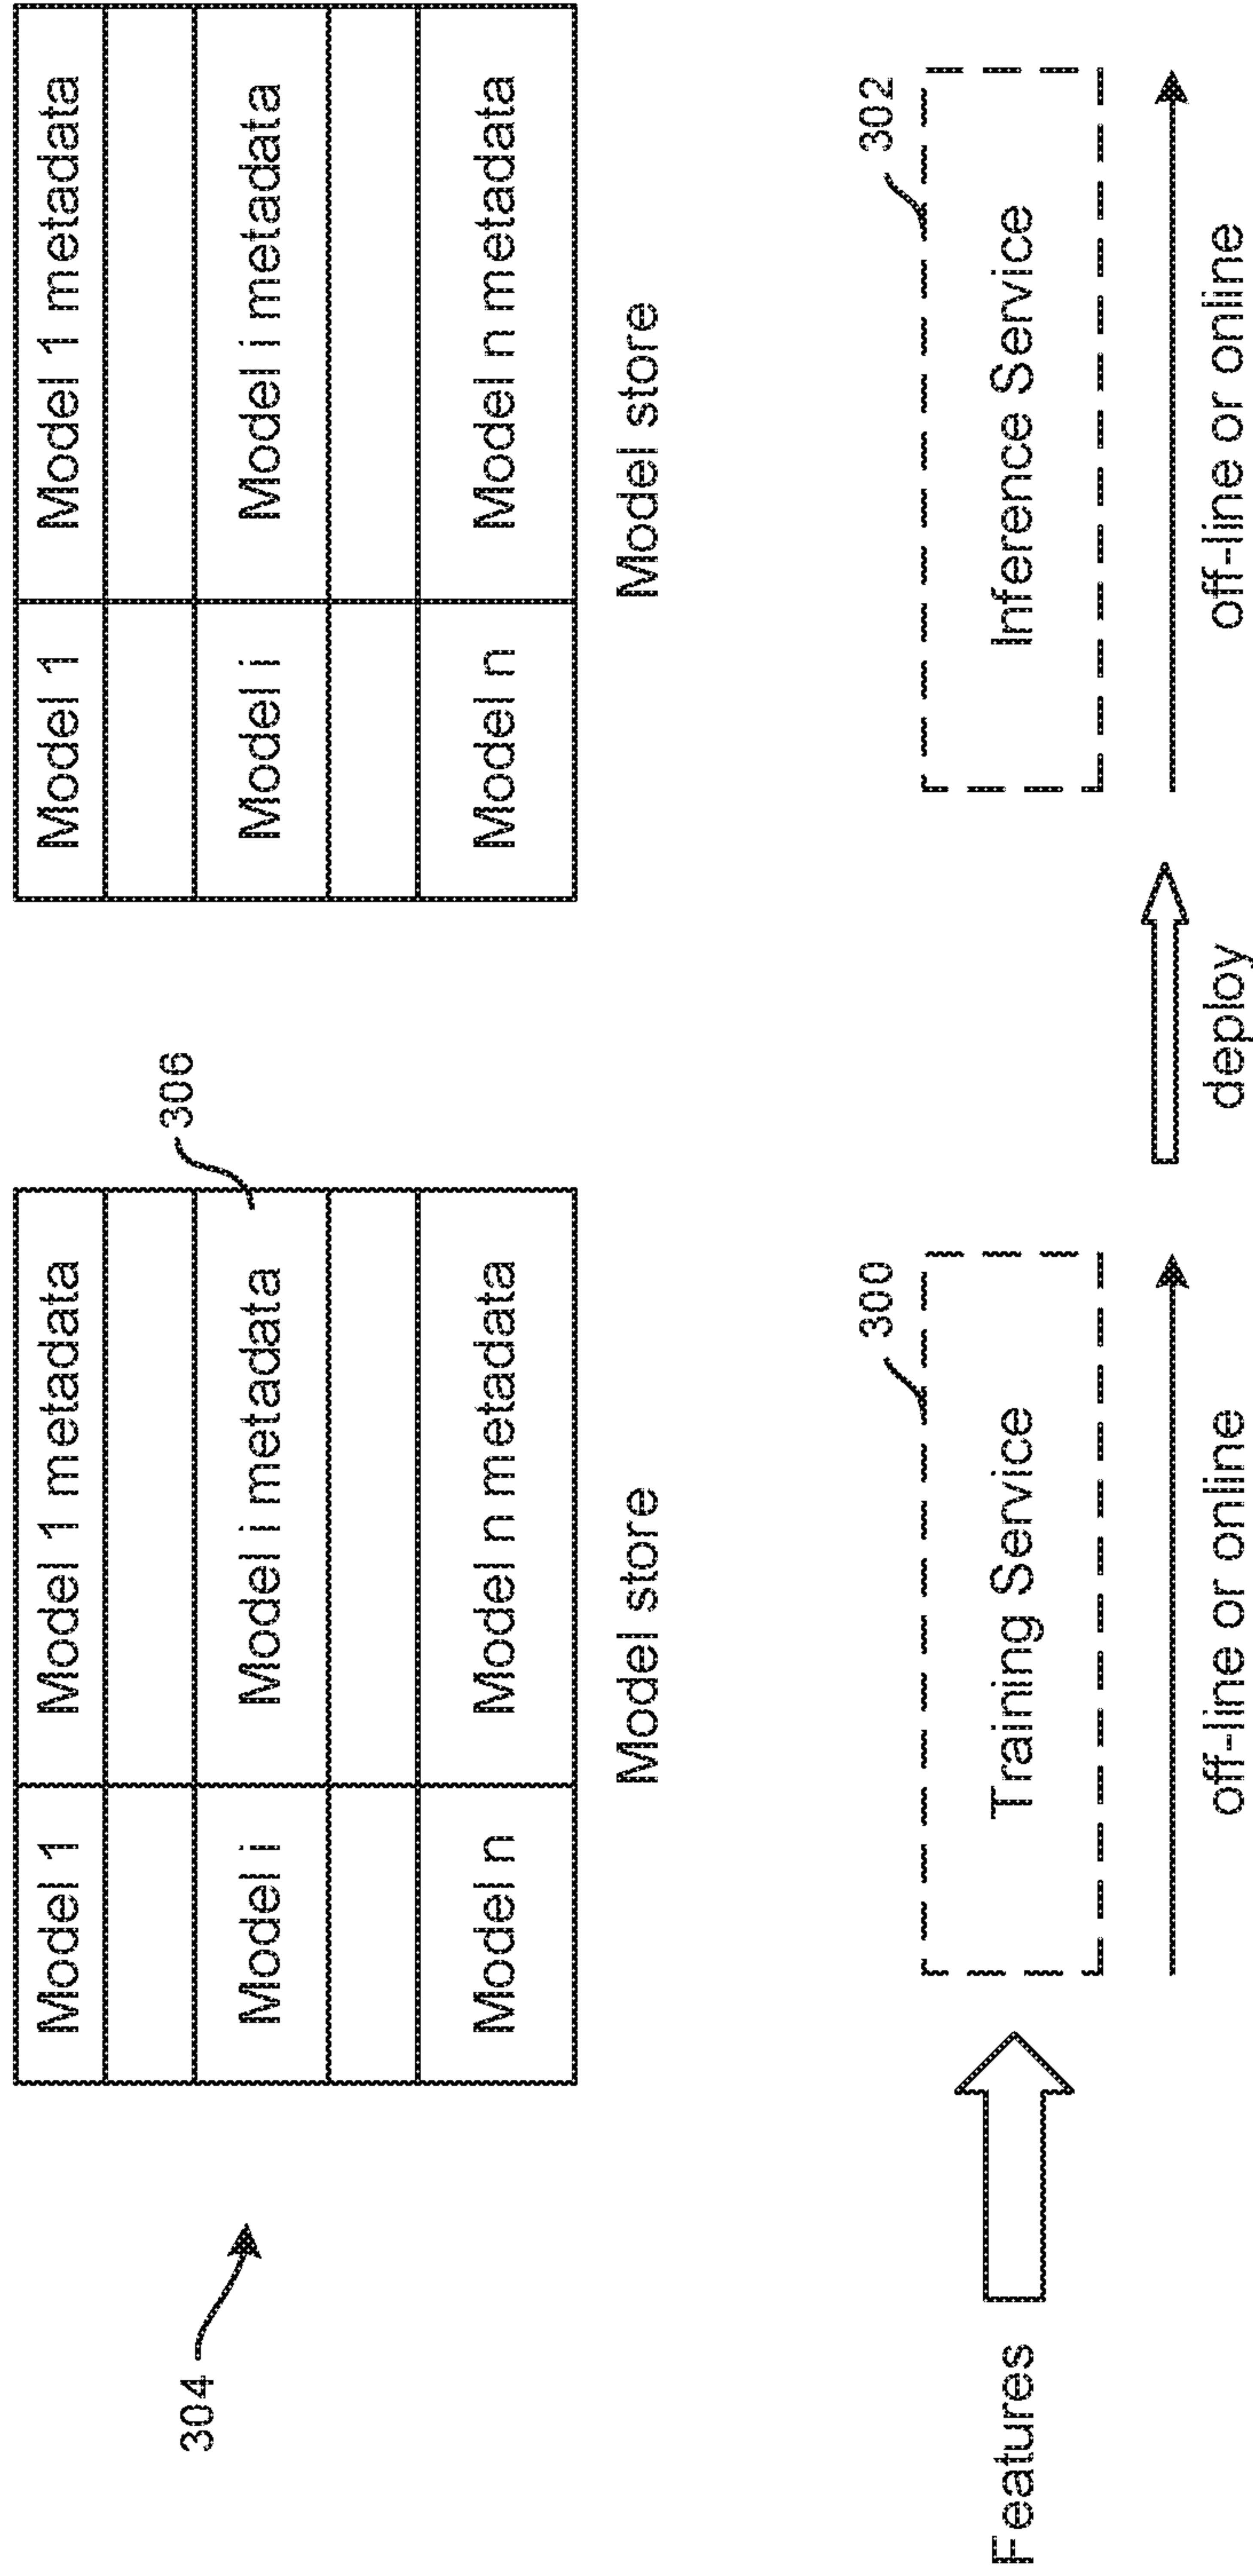 304
306
Model 1 Model 1 metadata
Model i Model i metadata
Model n Model n metadata
Model store
Model 1 Model 1 metadata
Model i Model i metadata
Model n Model n metadata
Model store
Features
300
Training Service
off-line or online
deploy
302
Inference Service
off-line or online